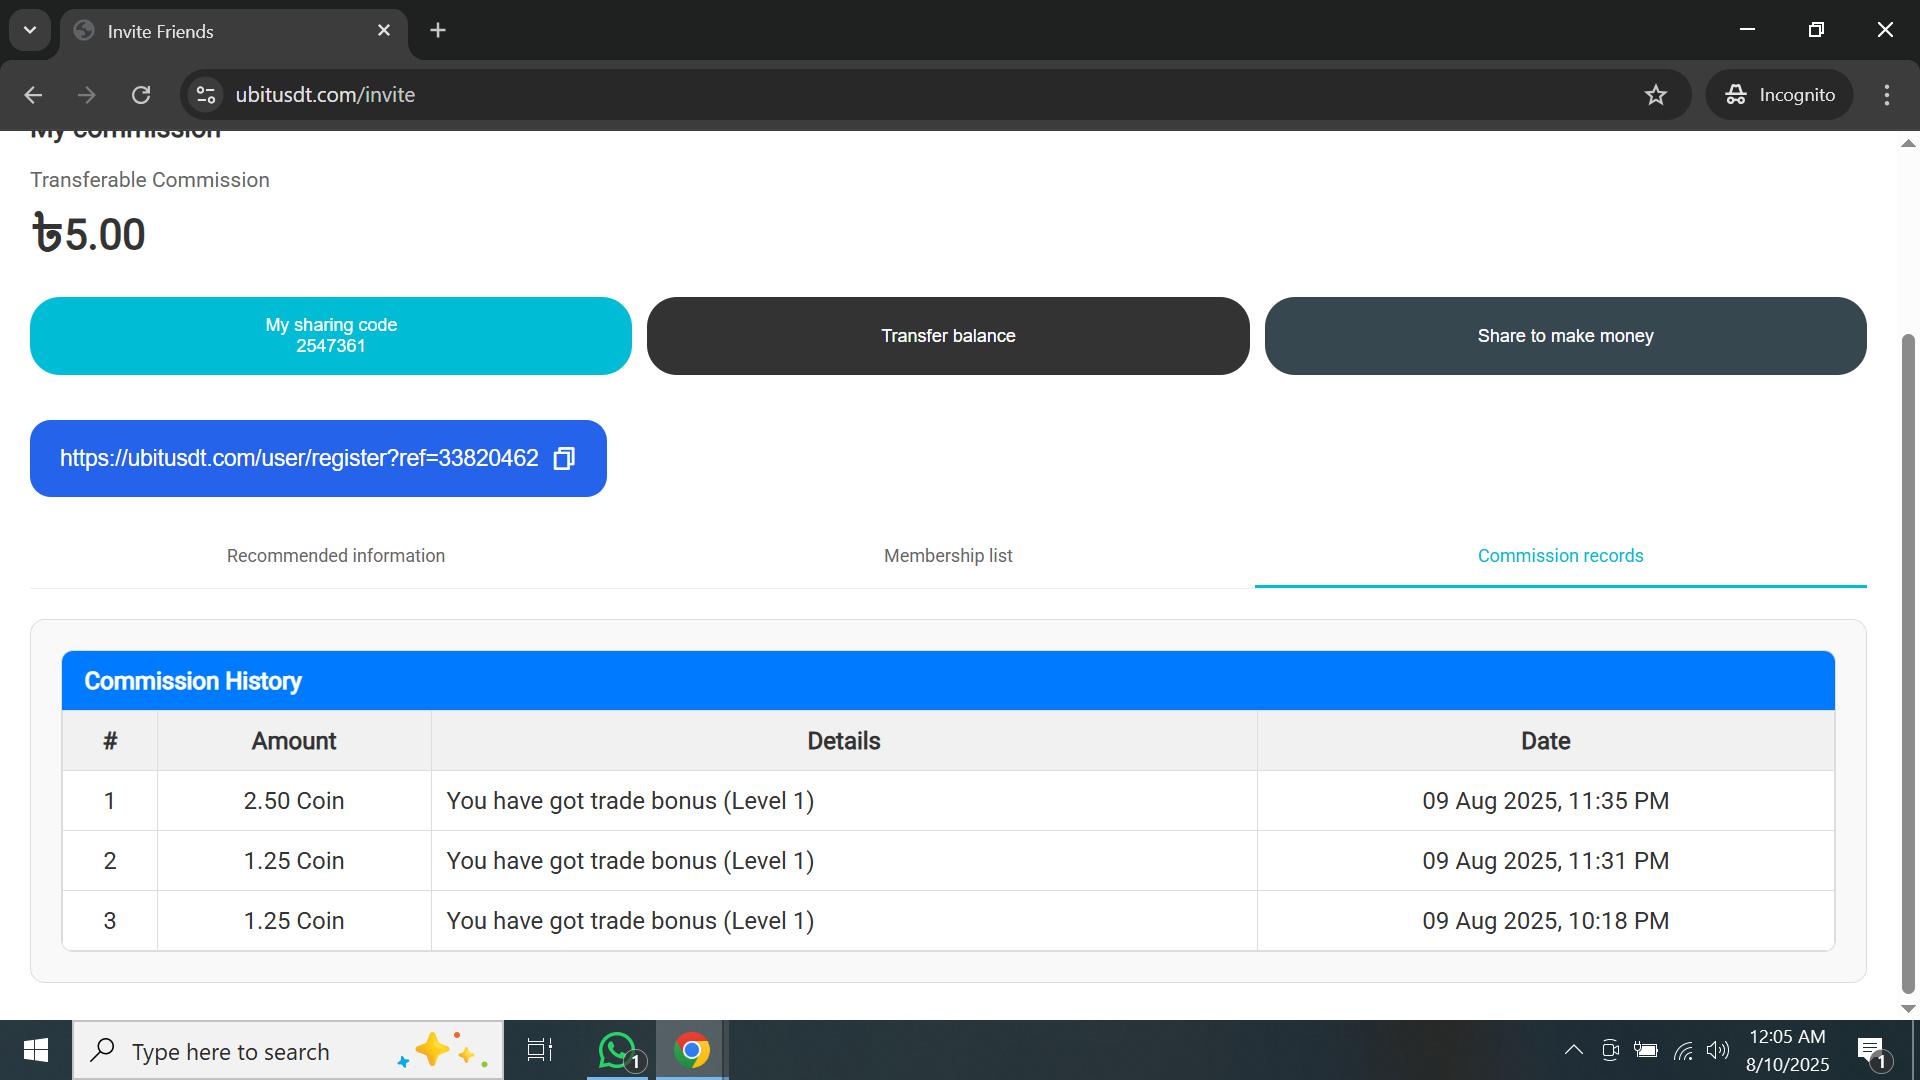 Invite Friends
ubitusdt.com/invite
Incognito
My commission
Transferable Commission
৳5.00
My sharing code
2547361
Transfer balance
Share to make money
https://ubitusdt.com/user/register?ref=33820462
Recommended information
Membership list
Commission records
Commission History
# Amount Details Date
1 2.50 Coin You have got trade bonus (Level 1) 09 Aug 2025, 11:35 PM
2 1.25 Coin You have got trade bonus (Level 1) 09 Aug 2025, 11:31 PM
3 1.25 Coin You have got trade bonus (Level 1) 09 Aug 2025, 10:18 PM
Type here to search
1
12:05 AM
8/10/2025
1